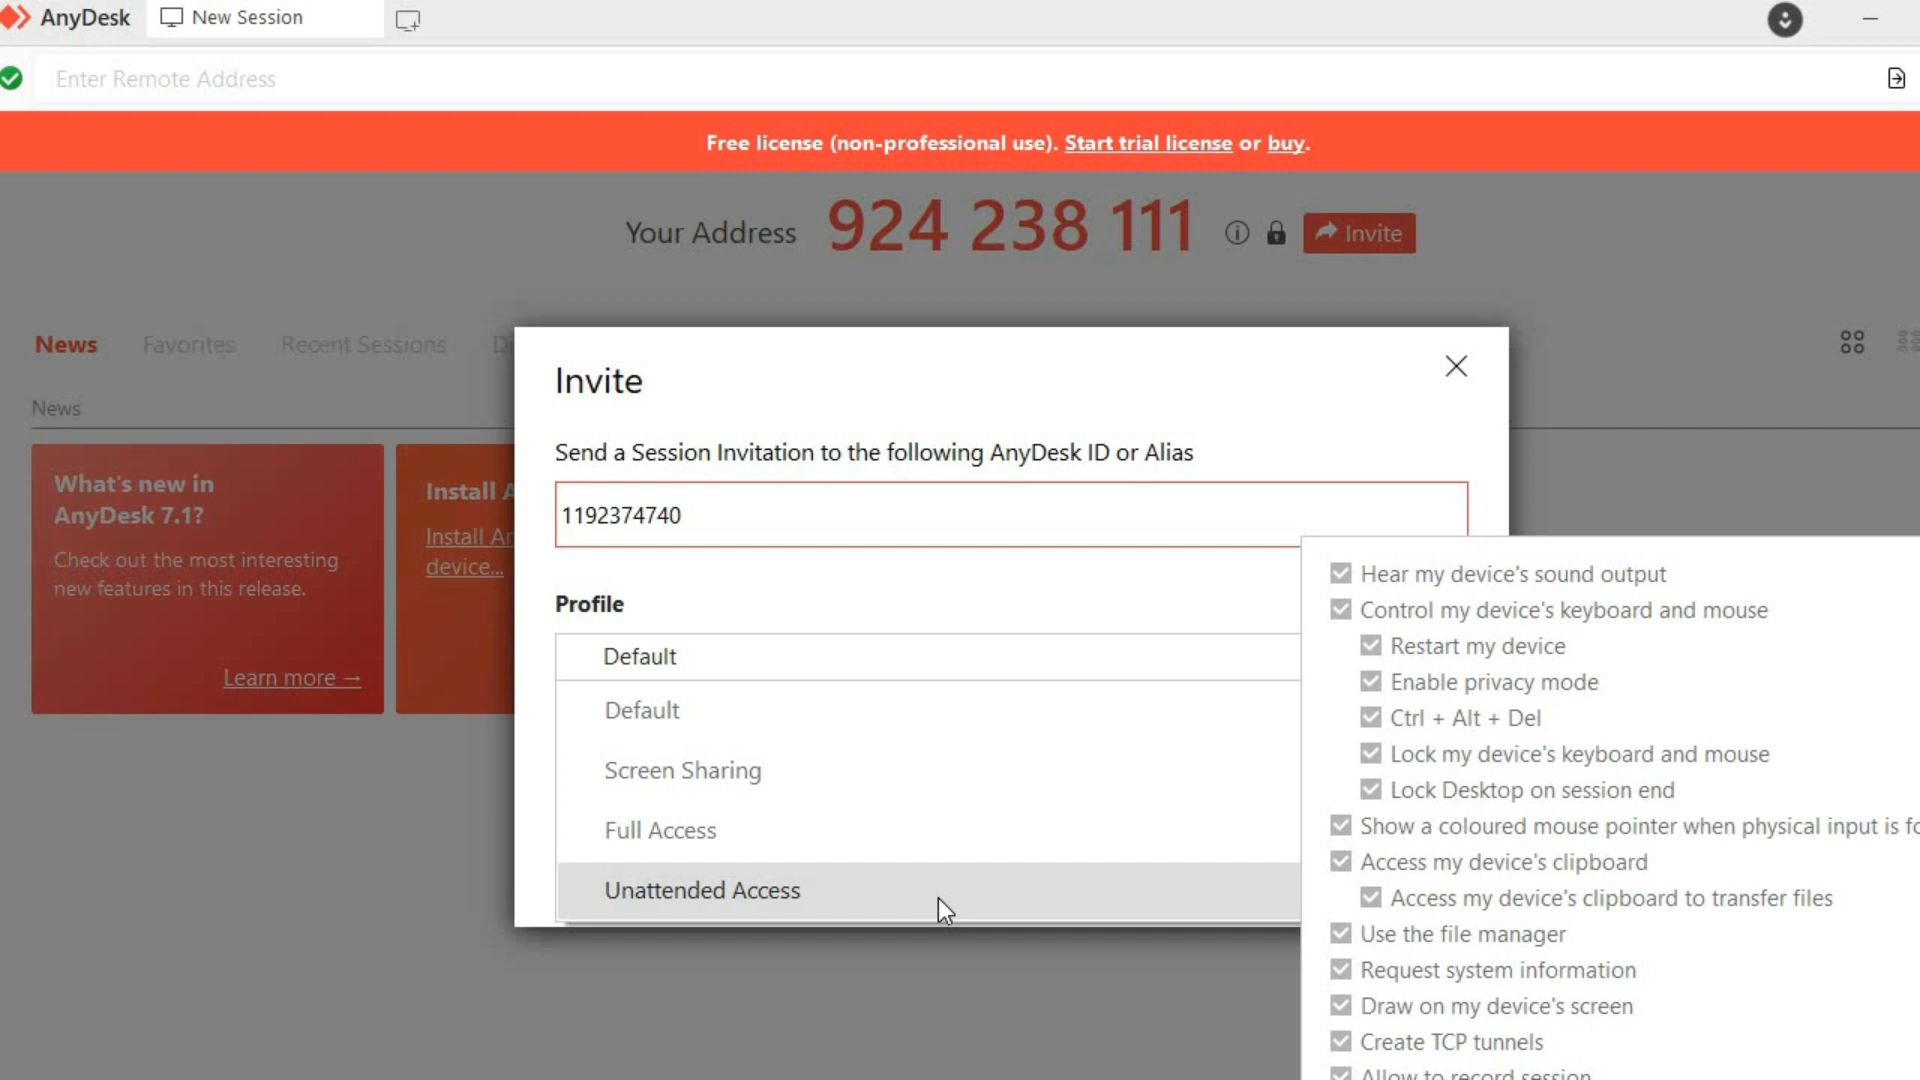 AnyDesk
New Session
Enter Remote Address
Free license (non-professional use). Start trial license or buy.
Your Address 924 238 111
Invite
News Favorites Recent Sessions
News
What's new in
AnyDesk 7.1?
Check out the most interesting
new features in this release.
Learn more →
Install
Install
device...
Invite
Send a Session Invitation to the following AnyDesk ID or Alias
1192374740
Profile
Default
Default
Screen Sharing
Full Access
Unattended Access
Hear my device's sound output
Control my device's keyboard and mouse
Restart my device
Enable privacy mode
Ctrl + Alt + Del
Lock my device's keyboard and mouse
Lock Desktop on session end
Show a coloured mouse pointer when physical input is
Access my device's clipboard
Access my device's clipboard to transfer files
Use the file manager
Request system information
Draw on my device's screen
Create TCP tunnels
Allow to record session